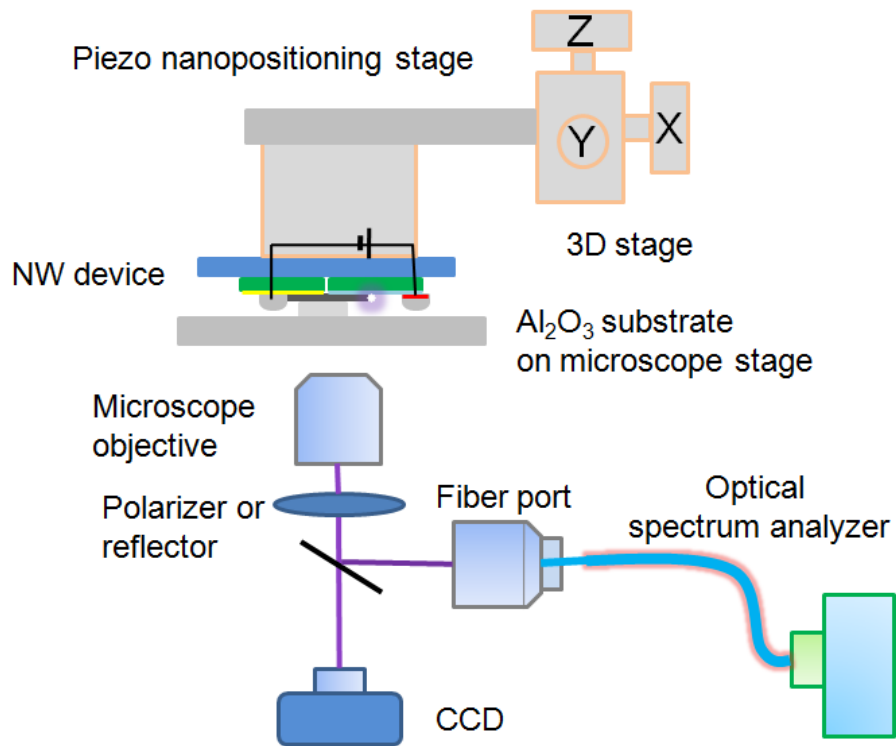 Z
Piezo nanopositioning stage
Y
X
3D stage
NW device
Al₂O₃ substrate
on microscope stage
Microscope
objective
Polarizer or
reflector
Fiber port
Optical
spectrum analyzer
CCD